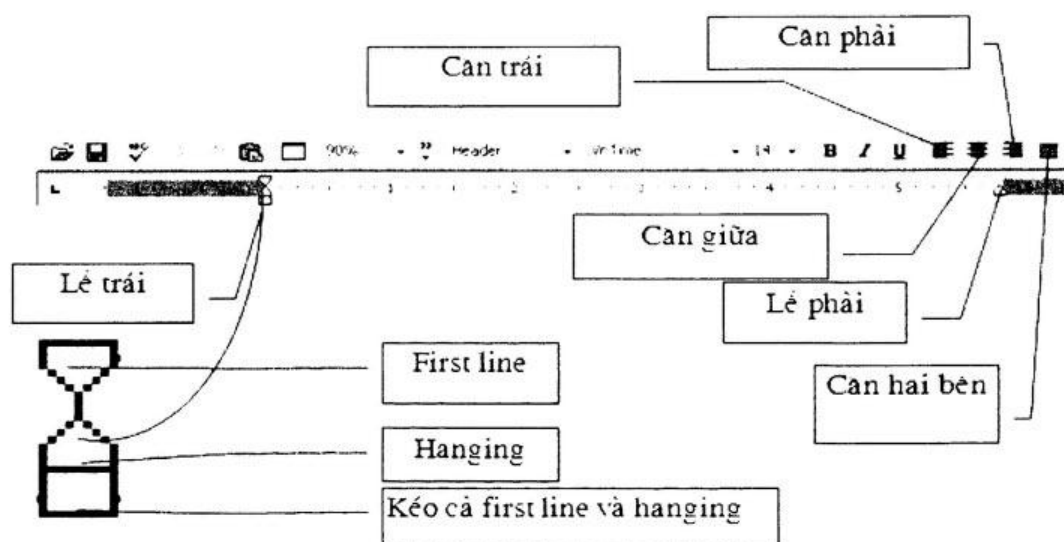 Căn phải
Căn trái
90% Header 14 B I U
1 2 3 4 5
Căn giữa
Lề trái
Lề phải
First line
Căn hai bên
Hanging
Kéo cả first line và hanging